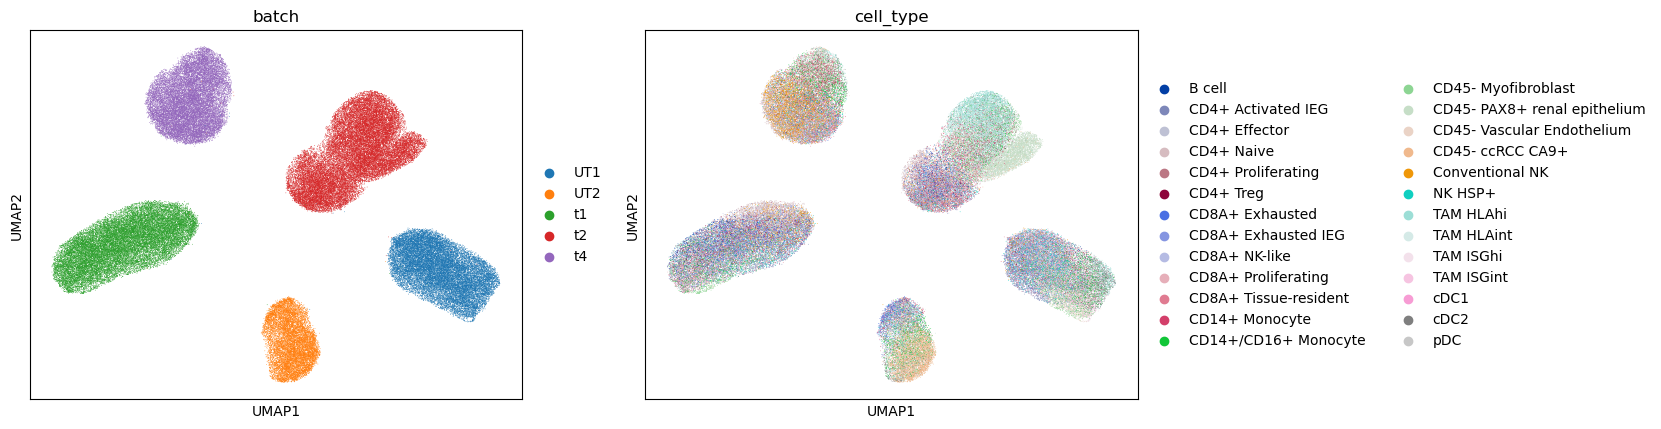 batch
UMAP2
UMAP1
UT1
UT2
t1
t2
t4
cell_type
UMAP2
UMAP1
B cell
CD4+ Activated IEG
CD4+ Effector
CD4+ Naive
CD4+ Proliferating
CD4+ Treg
CD8A+ Exhausted
CD8A+ Exhausted IEG
CD8A+ NK-like
CD8A+ Proliferating
CD8A+ Tissue-resident
CD14+ Monocyte
CD14+/CD16+ Monocyte
CD45- Myofibroblast
CD45- PAX8+ renal epithelium
CD45- Vascular Endothelium
CD45- ccRCC CA9+
Conventional NK
NK HSP+
TAM HLAhi
TAM HLAint
TAM ISGhi
TAM ISGint
cDC1
cDC2
pDC